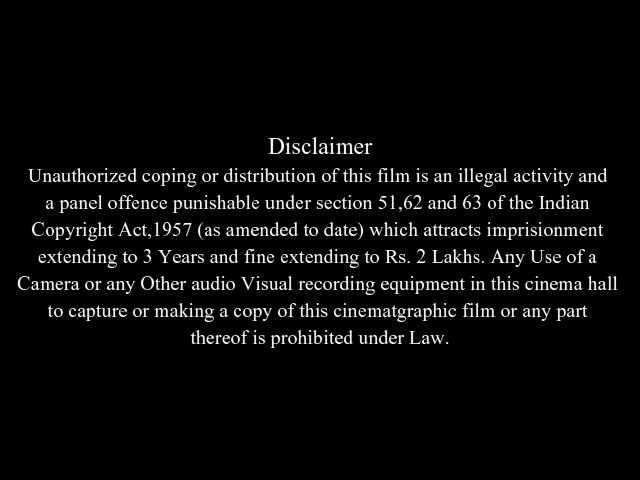 Disclaimer
Unauthorized coping or distribution of this film is an illegal activity and
a panel offence punishable under section 51,62 and 63 of the Indian
Copyright Act,1957 (as amended to date) which attracts imprisionment
extending to 3 Years and fine extending to Rs. 2 Lakhs. Any Use of a
Camera or any Other audio Visual recording equipment in this cinema hall
to capture or making a copy of this cinematgraphic film or any part
thereof is prohibited under Law.